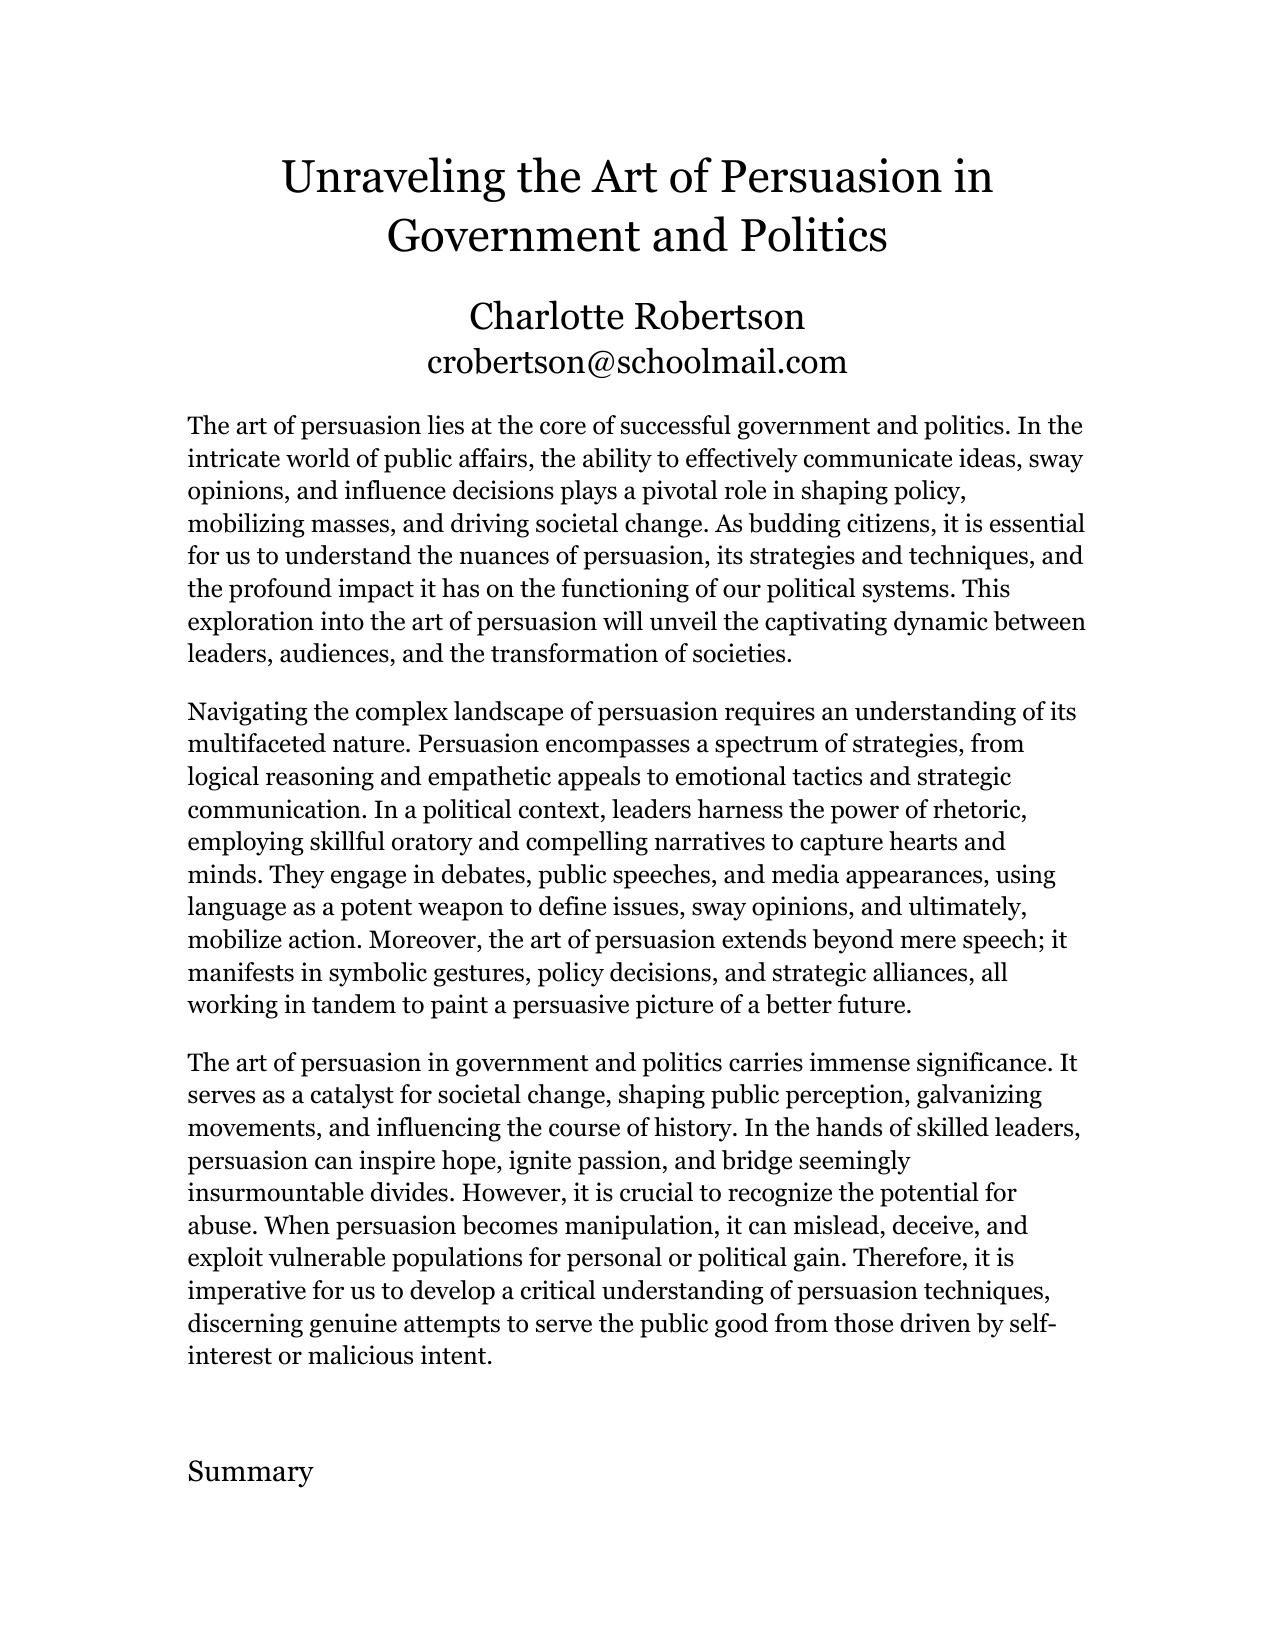 Unraveling the Art of Persuasion in
Government and Politics
Charlotte Robertson
crobertson@schoolmail.com
The art of persuasion lies at the core of successful government and politics. In the
intricate world of public affairs, the ability to effectively communicate ideas, sway
opinions, and influence decisions plays a pivotal role in shaping policy,
mobilizing masses, and driving societal change. As budding citizens, it is essential
for us to understand the nuances of persuasion, its strategies and techniques, and
the profound impact it has on the functioning of our political systems. This
exploration into the art of persuasion will unveil the captivating dynamic between
leaders, audiences, and the transformation of societies.
Navigating the complex landscape of persuasion requires an understanding of its
multifaceted nature. Persuasion encompasses a spectrum of strategies, from
logical reasoning and empathetic appeals to emotional tactics and strategic
communication. In a political context, leaders harness the power of rhetoric,
employing skillful oratory and compelling narratives to capture hearts and
minds. They engage in debates, public speeches, and media appearances, using
language as a potent weapon to define issues, sway opinions, and ultimately,
mobilize action. Moreover, the art of persuasion extends beyond mere speech; it
manifests in symbolic gestures, policy decisions, and strategic alliances, all
working in tandem to paint a persuasive picture of a better future.
The art of persuasion in government and politics carries immense significance. It
serves as a catalyst for societal change, shaping public perception, galvanizing
movements, and influencing the course of history. In the hands of skilled leaders,
persuasion can inspire hope, ignite passion, and bridge seemingly
insurmountable divides. However, it is crucial to recognize the potential for
abuse. When persuasion becomes manipulation, it can mislead, deceive, and
exploit vulnerable populations for personal or political gain. Therefore, it is
imperative for us to develop a critical understanding of persuasion techniques,
discerning genuine attempts to serve the public good from those driven by self-
interest or malicious intent.
Summary